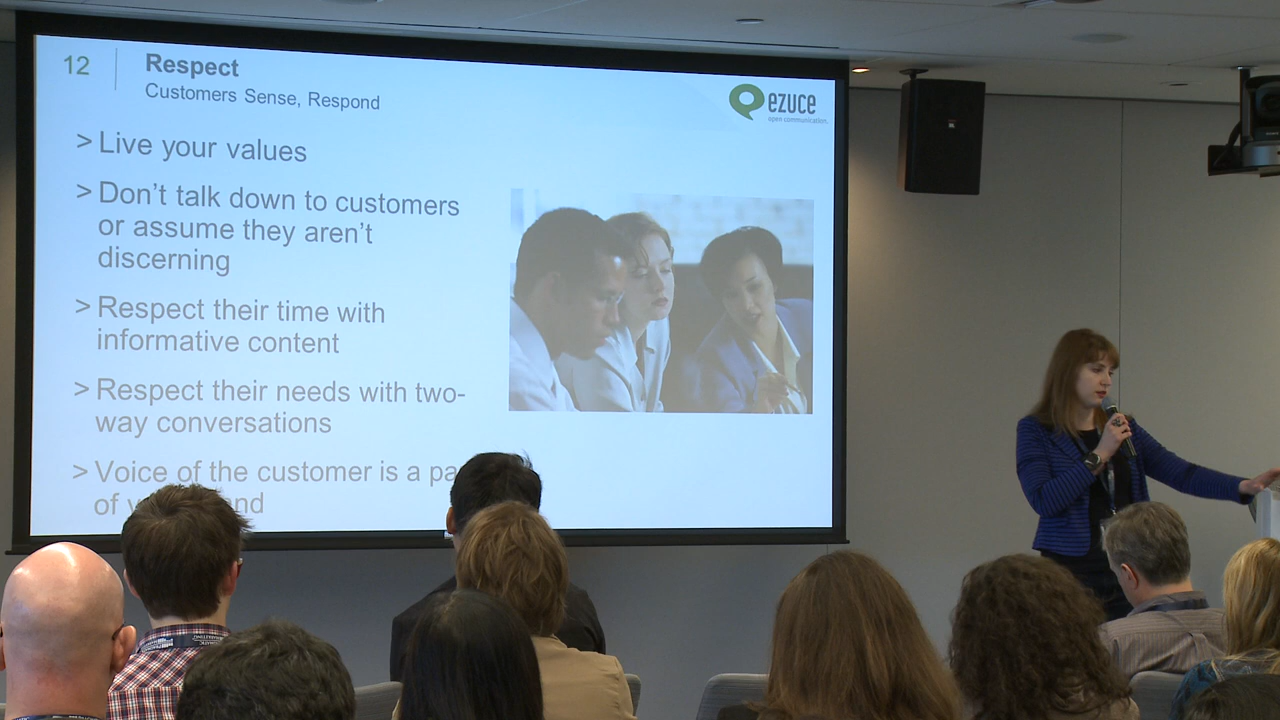 12
Respect
Customers Sense, Respond
ezuce
open communication.
> Live your values
> Don't talk down to customers
or assume they aren't
discerning
> Respect their time with
informative content
> Respect their needs with two-
way conversations
> Voice of the customer is a
of